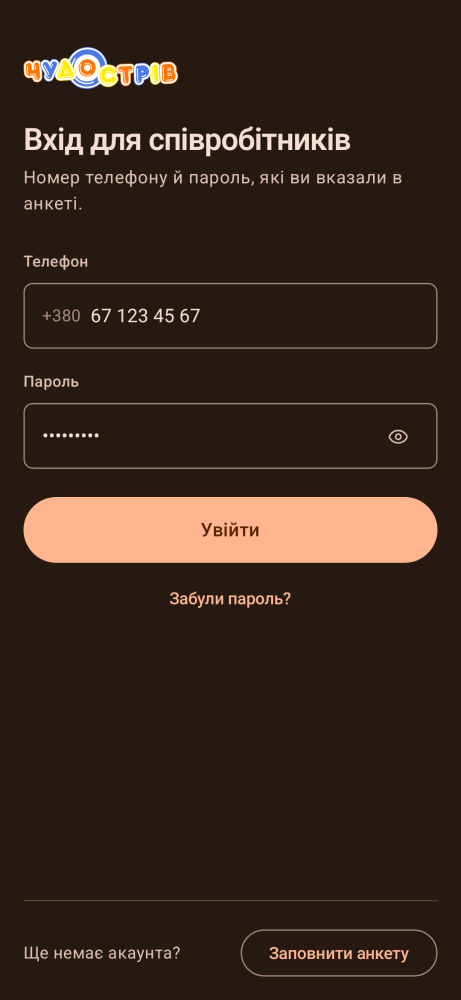 ЧУДОСТРІВ
Вхід для співробітників
Номер телефону й пароль, які ви вказали в
анкеті.
Телефон
+380 67 123 45 67
Пароль
•••••••••
Увійти
Забули пароль?
Ще немає акаунта?
Заповнити анкету